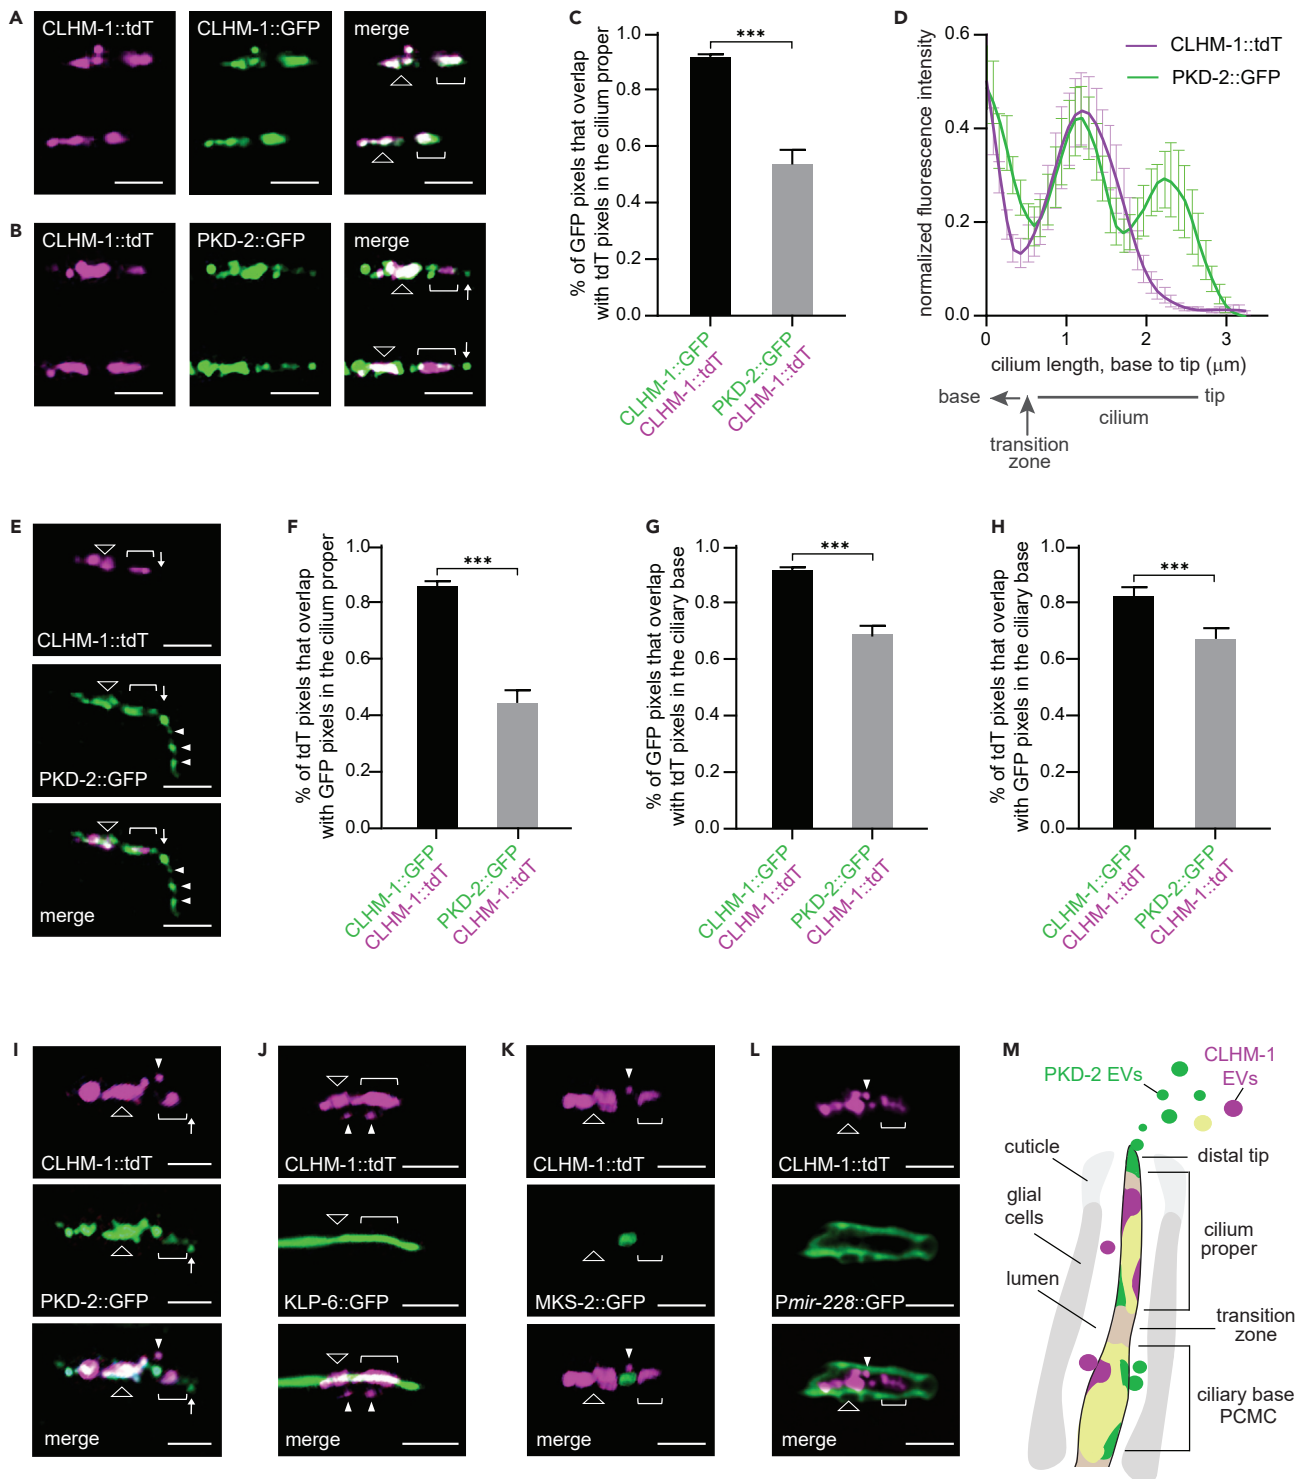 A
CLHM-1::tdT
CLHM-1::GFP
merge
B
CLHM-1::tdT
PKD-2::GFP
merge
C
% of GFP pixels that overlap
with tdT pixels in the cilium proper
1.0
0.8
0.6
0.4
0.2
0.0
***
CLHM-1::GFP
CLHM-1::tdT
PKD-2::GFP
CLHM-1::tdT
D
normalized fluorescence intensity
0.6
0.4
0.2
0.0
CLHM-1::tdT
PKD-2::GFP
0 1 2 3
cilium length, base to tip (μm)
base
tip
cilium
transition
zone
E
CLHM-1::tdT
PKD-2::GFP
merge
F
% of tdT pixels that overlap
with GFP pixels in the cilium proper
1.0
0.8
0.6
0.4
0.2
0.0
***
CLHM-1::GFP
CLHM-1::tdT
PKD-2::GFP
CLHM-1::tdT
G
% of GFP pixels that overlap
with tdT pixels in the ciliary base
1.0
0.8
0.6
0.4
0.2
0.0
***
CLHM-1::GFP
CLHM-1::tdT
PKD-2::GFP
CLHM-1::tdT
H
% of tdT pixels that overlap
with GFP pixels in the ciliary base
1.0
0.8
0.6
0.4
0.2
0.0
***
CLHM-1::GFP
CLHM-1::tdT
PKD-2::GFP
CLHM-1::tdT
I
CLHM-1::tdT
PKD-2::GFP
merge
J
CLHM-1::tdT
KLP-6::GFP
merge
K
CLHM-1::tdT
MKS-2::GFP
merge
L
CLHM-1::tdT
Pmir-228::GFP
merge
M
PKD-2 EVs
CLHM-1
EVs
cuticle
distal tip
glial
cells
cilium
proper
lumen
transition
zone
ciliary base
PCMC